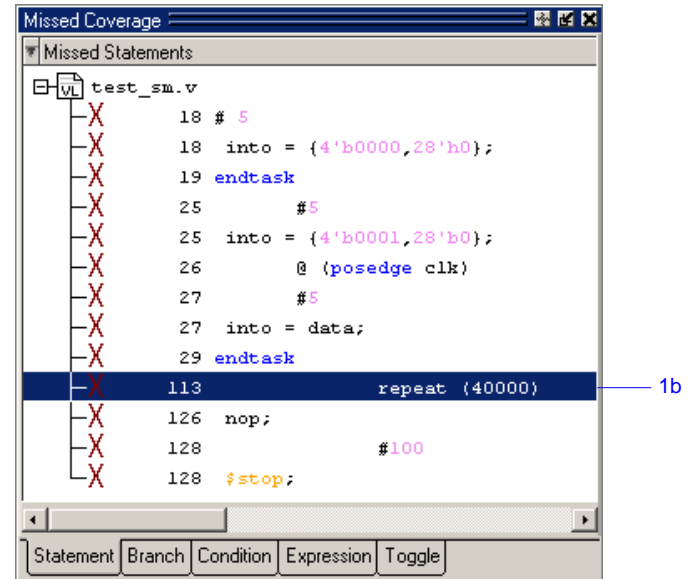 Missed Coverage
Missed Statements
VL test_sm.v
18 # 5
18 into = {4'b0000,28'h0};
19 endtask
25 #5
25 into = {4'b0001,28'b0};
26 @ (posedge clk)
27 #5
27 into = data;
29 endtask
113 repeat (40000) 1b
126 nop;
128 #100
128 $stop;
Statement Branch Condition Expression Toggle